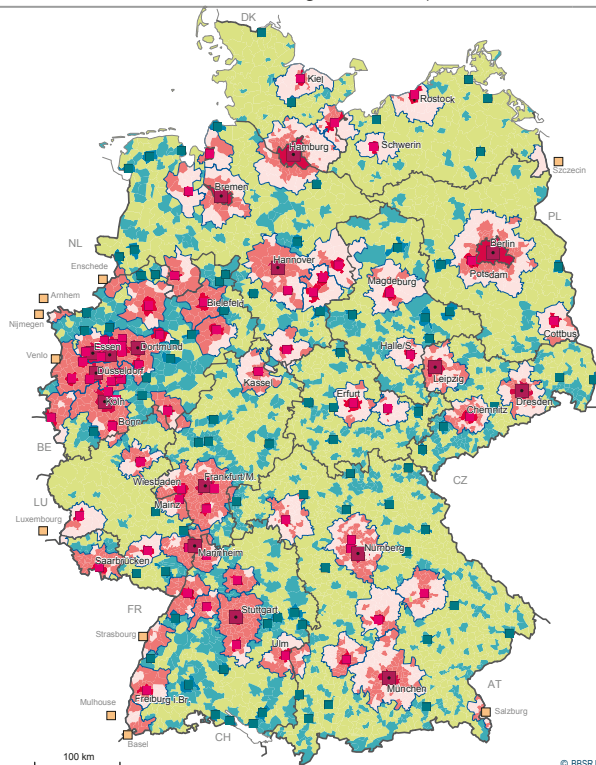 DK
Kiel
Rostock
Hamburg
Schwerin
Szczecin
Bremen
PL
NL
Hannover
Berlin
Potsdam
Enschede
Magdeburg
Arnhem
Bielefeld
Nijmegen
Cottbus
Essen
Dortmund
Halle/S.
Venlo
Düsseldorf
Kassel
Leipzig
Köln
Erfurt
Dresden
Chemnitz
Bonn
BE
Wiesbaden
Frankfurt/M.
CZ
LU
Mainz
Luxembourg
Mannheim
Nürnberg
Saarbrücken
FR
Stuttgart
Strasbourg
Ulm
München
AT
Mulhouse
Freiburg i.Br.
Salzburg
Basel
CH
100 km
© BBSR